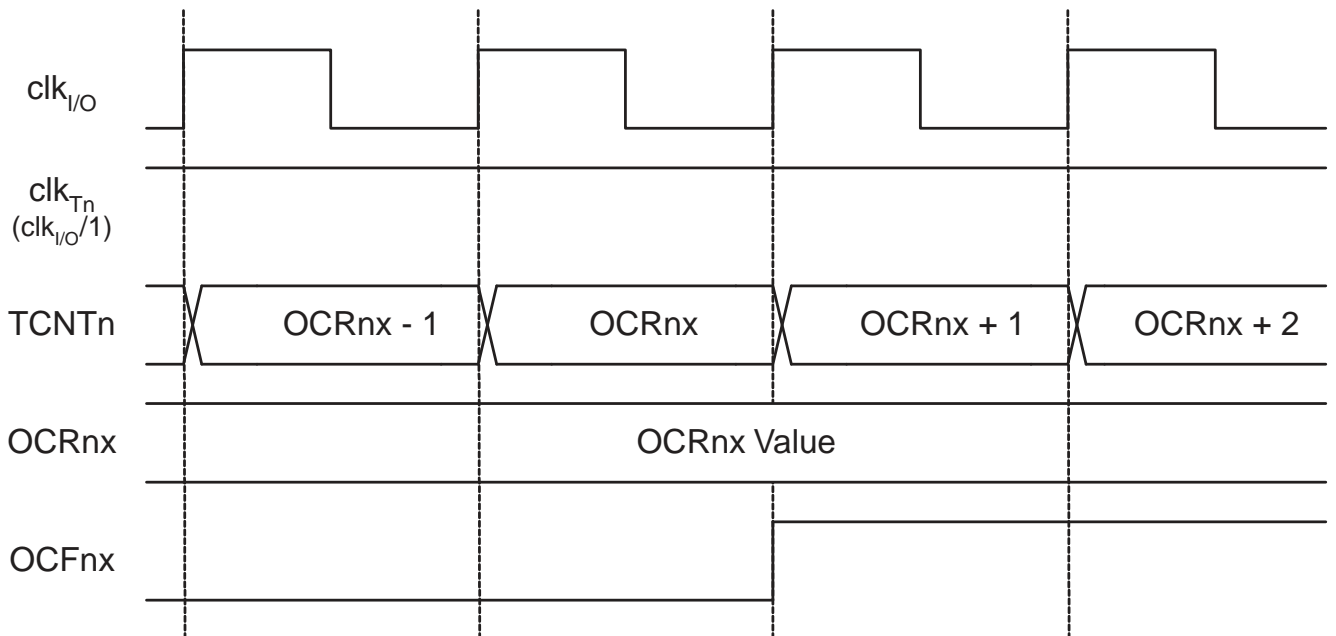 clkI/O
clkTn
(clkI/O/1)
TCNTn OCRnx - 1 OCRnx OCRnx + 1 OCRnx + 2
OCRnx OCRnx Value
OCFnx